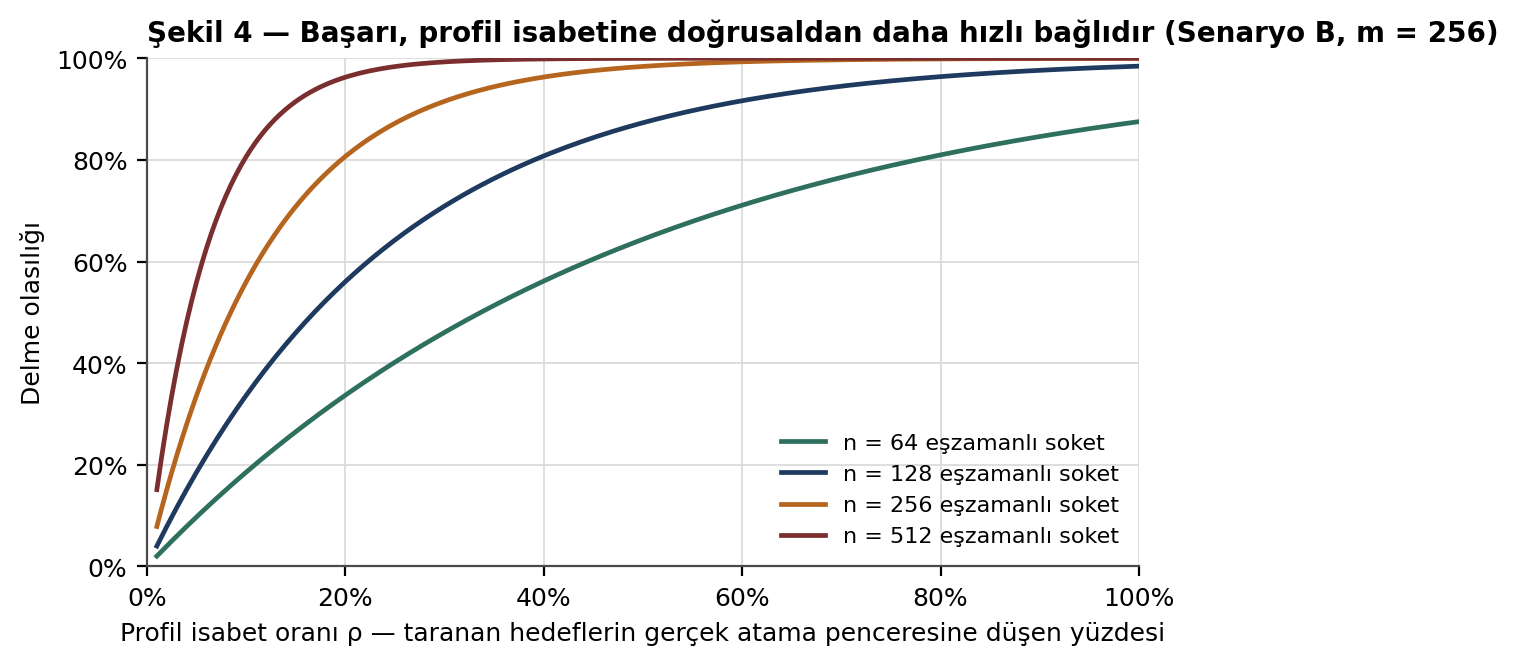 Şekil 4 — Başarı, profil isabetine doğrusaldan daha hızlı bağlıdır (Senaryo B, m = 256)
100%
80%
60%
40%
20%
0%
Delme olasılığı
n = 64 eşzamanlı soket
n = 128 eşzamanlı soket
n = 256 eşzamanlı soket
n = 512 eşzamanlı soket
0% 20% 40% 60% 80% 100%
Profil isabet oranı ρ — taranan hedeflerin gerçek atama penceresine düşen yüzdesi